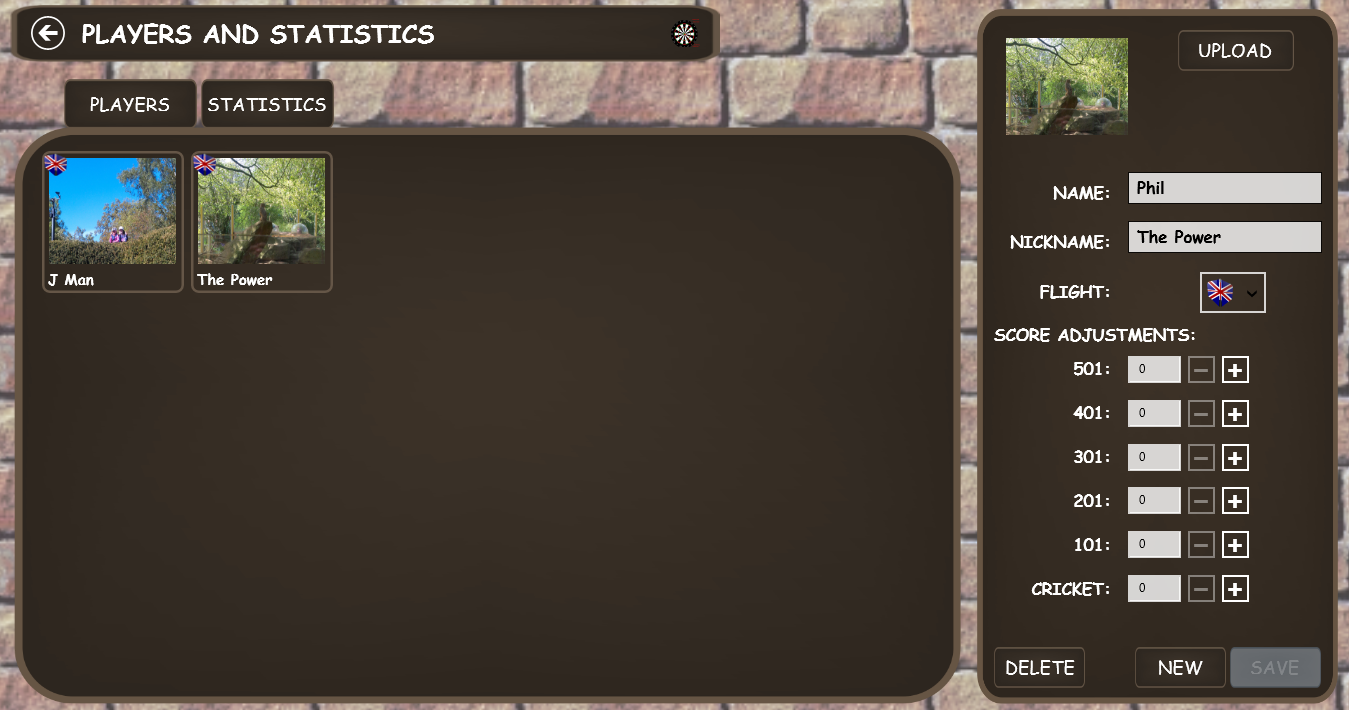 PLAYERS AND STATISTICS
PLAYERS
STATISTICS
J Man
The Power
UPLOAD
NAME: Phil
NICKNAME: The Power
FLIGHT:
SCORE ADJUSTMENTS:
501: 0
401: 0
301: 0
201: 0
101: 0
CRICKET: 0
DELETE
NEW
SAVE